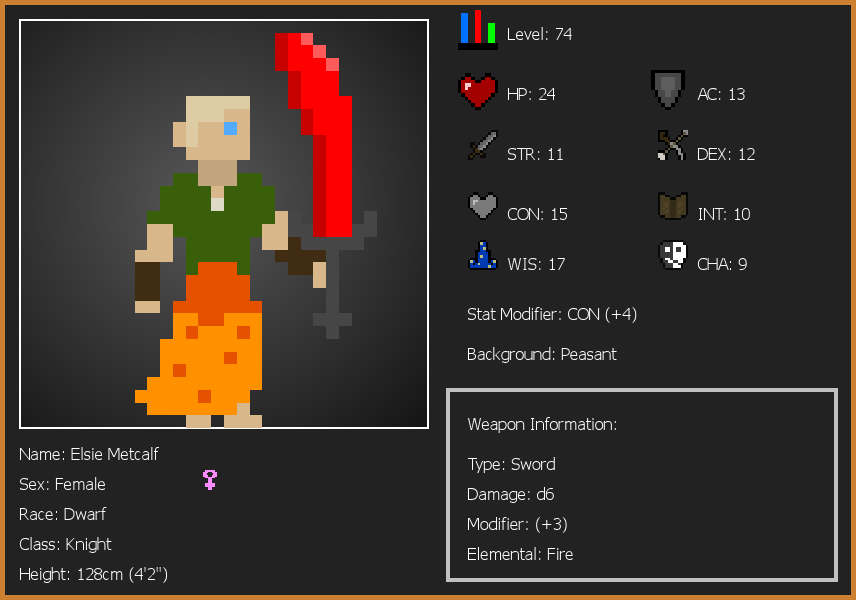 Level: 74
HP: 24
AC: 13
STR: 11
DEX: 12
CON: 15
INT: 10
WIS: 17
CHA: 9
Stat Modifier: CON (+4)
Background: Peasant
Weapon Information:
Type: Sword
Damage: d6
Modifier: (+3)
Elemental: Fire
Name: Elsie Metcalf
Sex: Female
Race: Dwarf
Class: Knight
Height: 128cm (4'2")